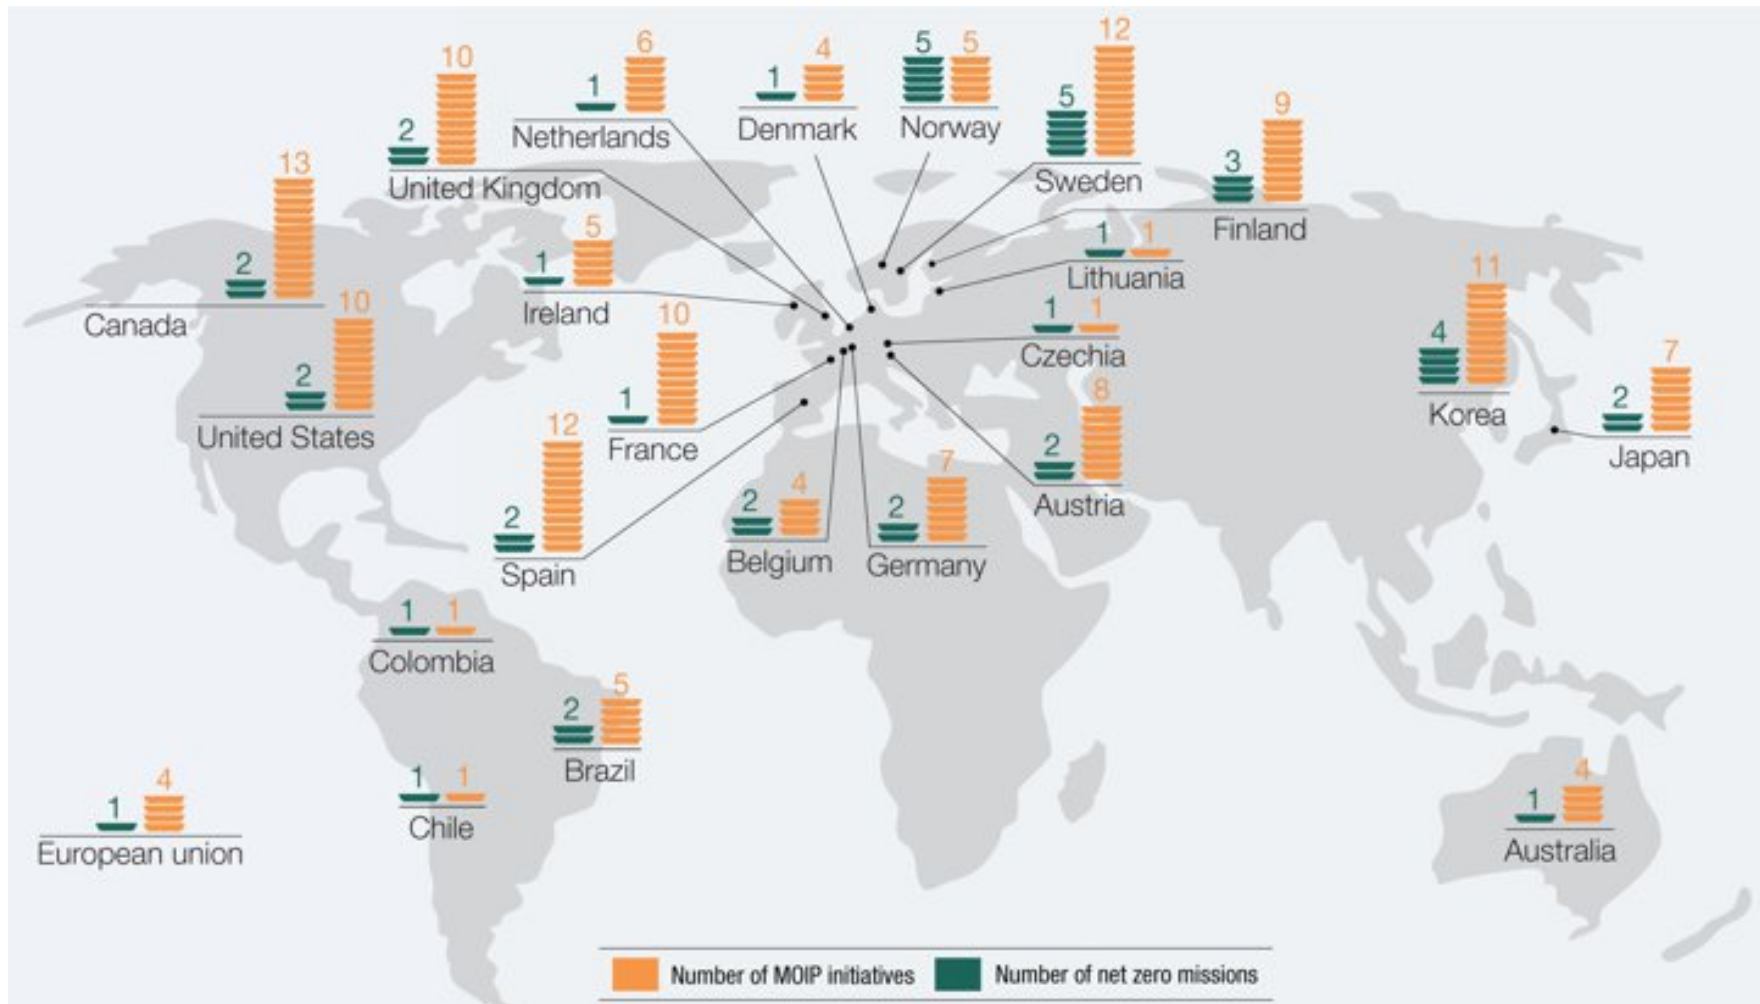 1 6
Netherlands
1 4
Denmark
5 5
Norway
5 12
Sweden
2 10
United Kingdom
3 9
Finland
2 13
Canada
1 5
Ireland
1 1
Lithuania
2 10
United States
1 10
France
1 1
Czechia
4 11
Korea
2 7
Japan
2 12
Spain
2 4
Belgium
2 7
Germany
2 8
Austria
1 1
Colombia
2 5
Brazil
1 4
European union
1 1
Chile
1 4
Australia
Number of MOIP initiatives
Number of net zero missions